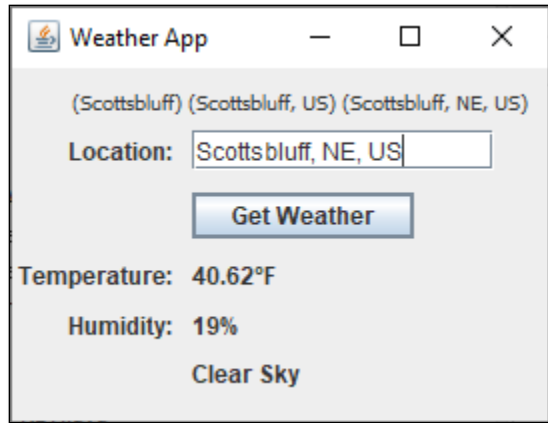 Weather App
(Scottsbluff) (Scottsbluff, US) (Scottsbluff, NE, US)
Location: Scottsbluff, NE, US
Get Weather
Temperature: 40.62°F
Humidity: 19%
Clear Sky